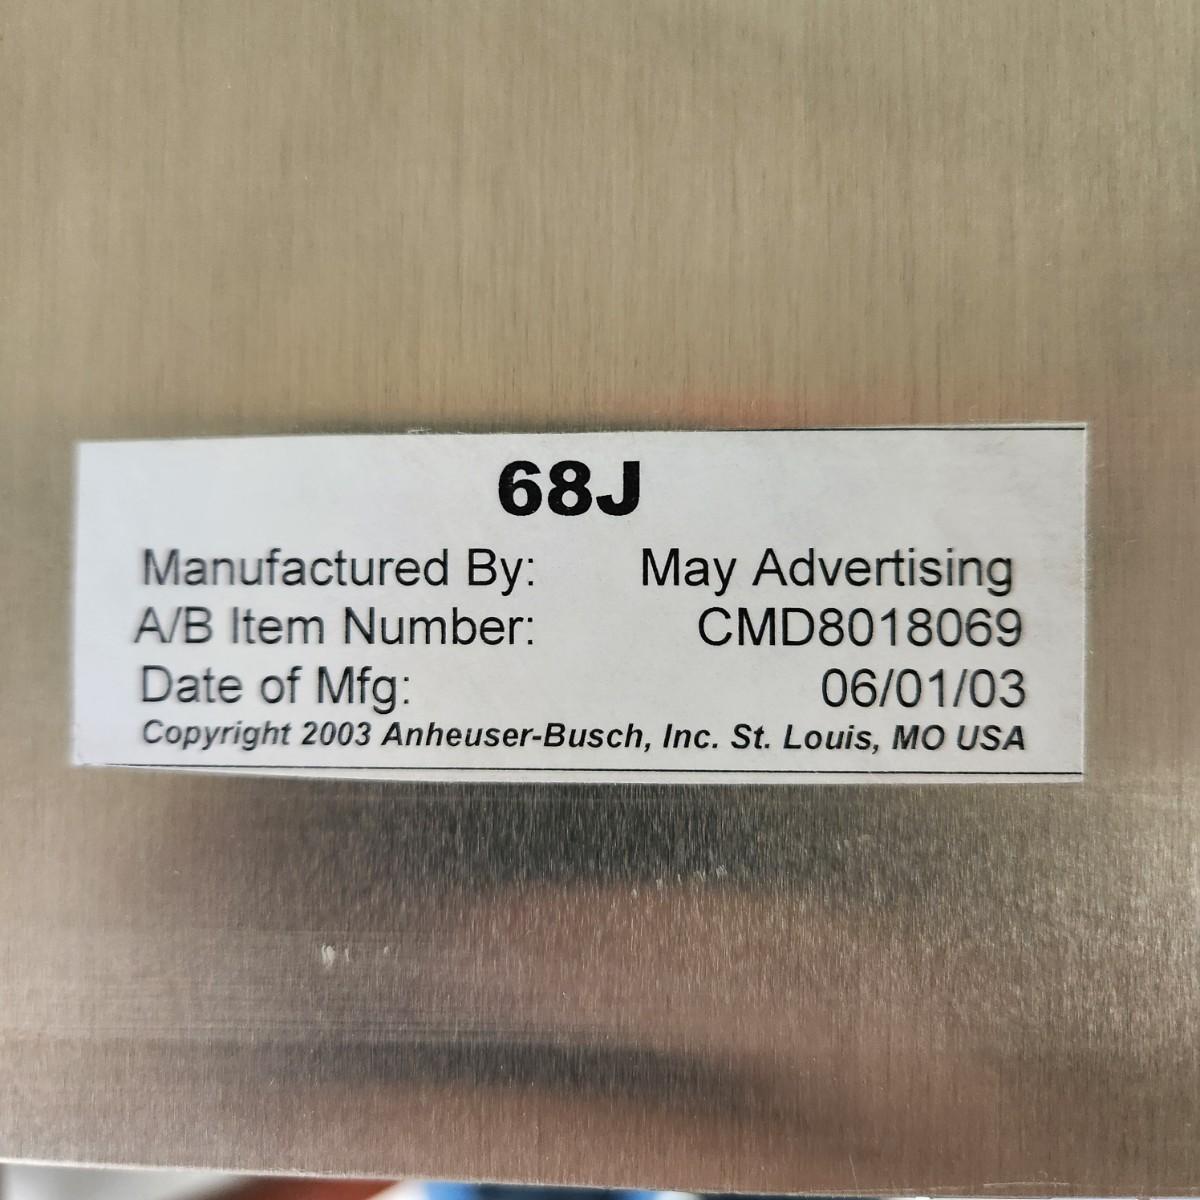 68J
Manufactured By: May Advertising
A/B Item Number: CMD8018069
Date of Mfg: 06/01/03
Copyright 2003 Anheuser-Busch, Inc. St. Louis, MO USA